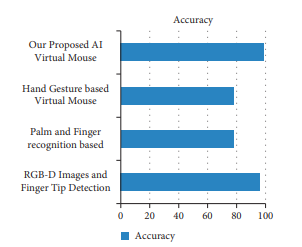 Accuracy
Our Proposed AI
Virtual Mouse
Hand Gesture based
Virtual Mouse
Palm and Finger
recognition based
RGB-D Images and
Finger Tip Detection
0 20 40 60 80 100
Accuracy